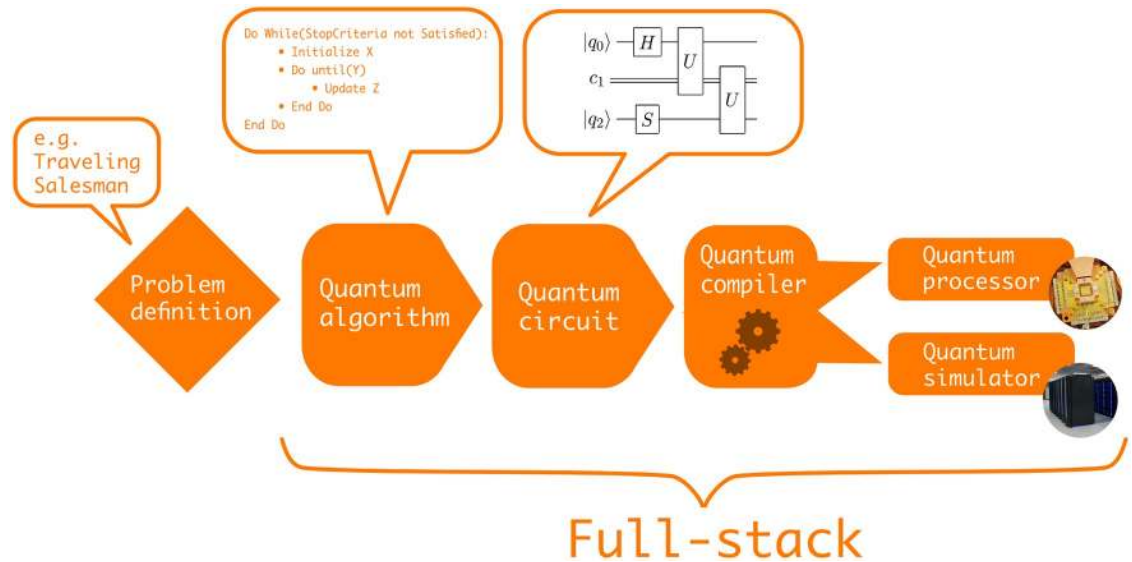 Do While(StopCriteria not Satisfied):
• Initialize X
• Do until(Y)
• Update Z
• End Do
End Do
|q₀⟩ H U
c₁ U
|q₂⟩ S
e.g.
Traveling
Salesman
Problem
definition
Quantum
algorithm
Quantum
circuit
Quantum
compiler
Quantum
processor
Quantum
simulator
Full-stack